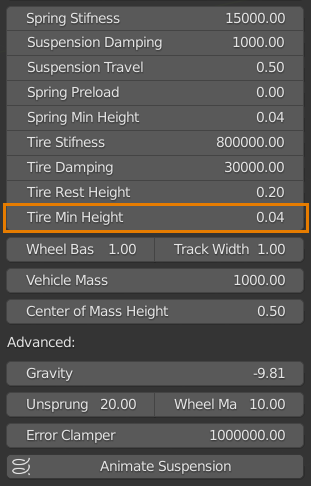 Spring Stifness 15000.00
Suspension Damping 1000.00
Suspension Travel 0.50
Spring Preload 0.00
Spring Min Height 0.04
Tire Stifness 800000.00
Tire Damping 30000.00
Tire Rest Height 0.20
Tire Min Height 0.04
Wheel Bas 1.00 Track Width 1.00
Vehicle Mass 1000.00
Center of Mass Height 0.50
Advanced:
Gravity -9.81
Unsprung 20.00 Wheel Ma 10.00
Error Clamper 1000000.00
Animate Suspension